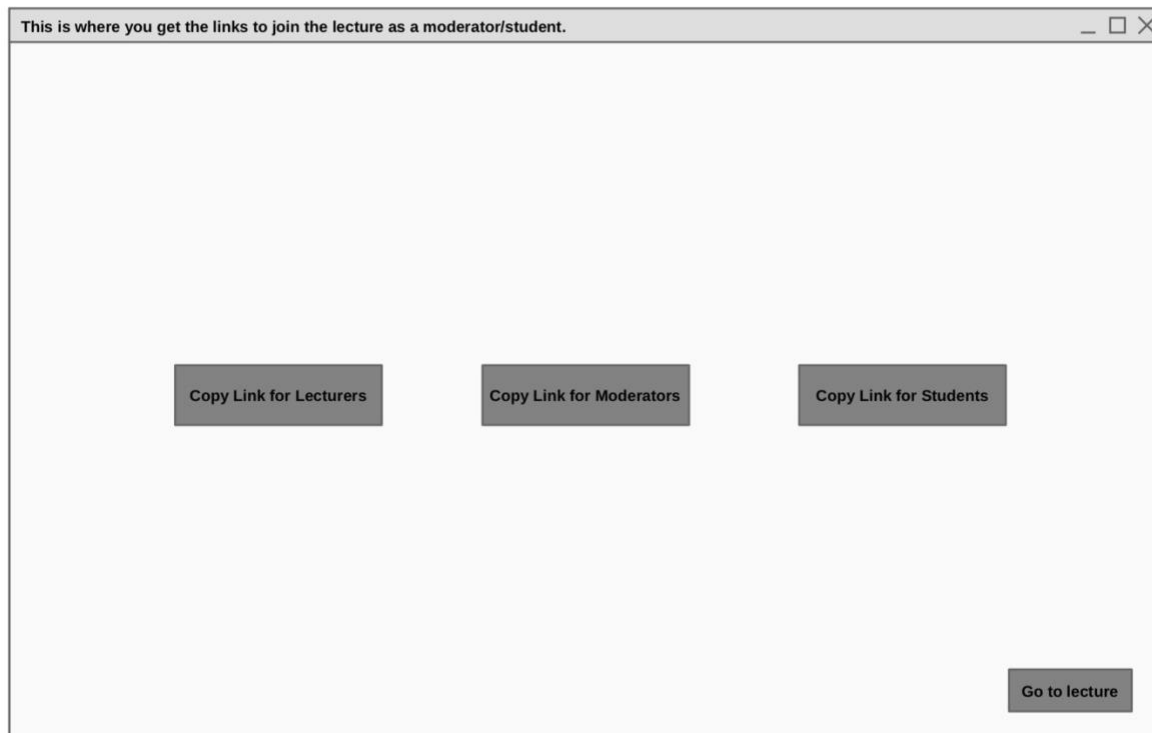 This is where you get the links to join the lecture as a moderator/student.
Copy Link for Lecturers
Copy Link for Moderators
Copy Link for Students
Go to lecture